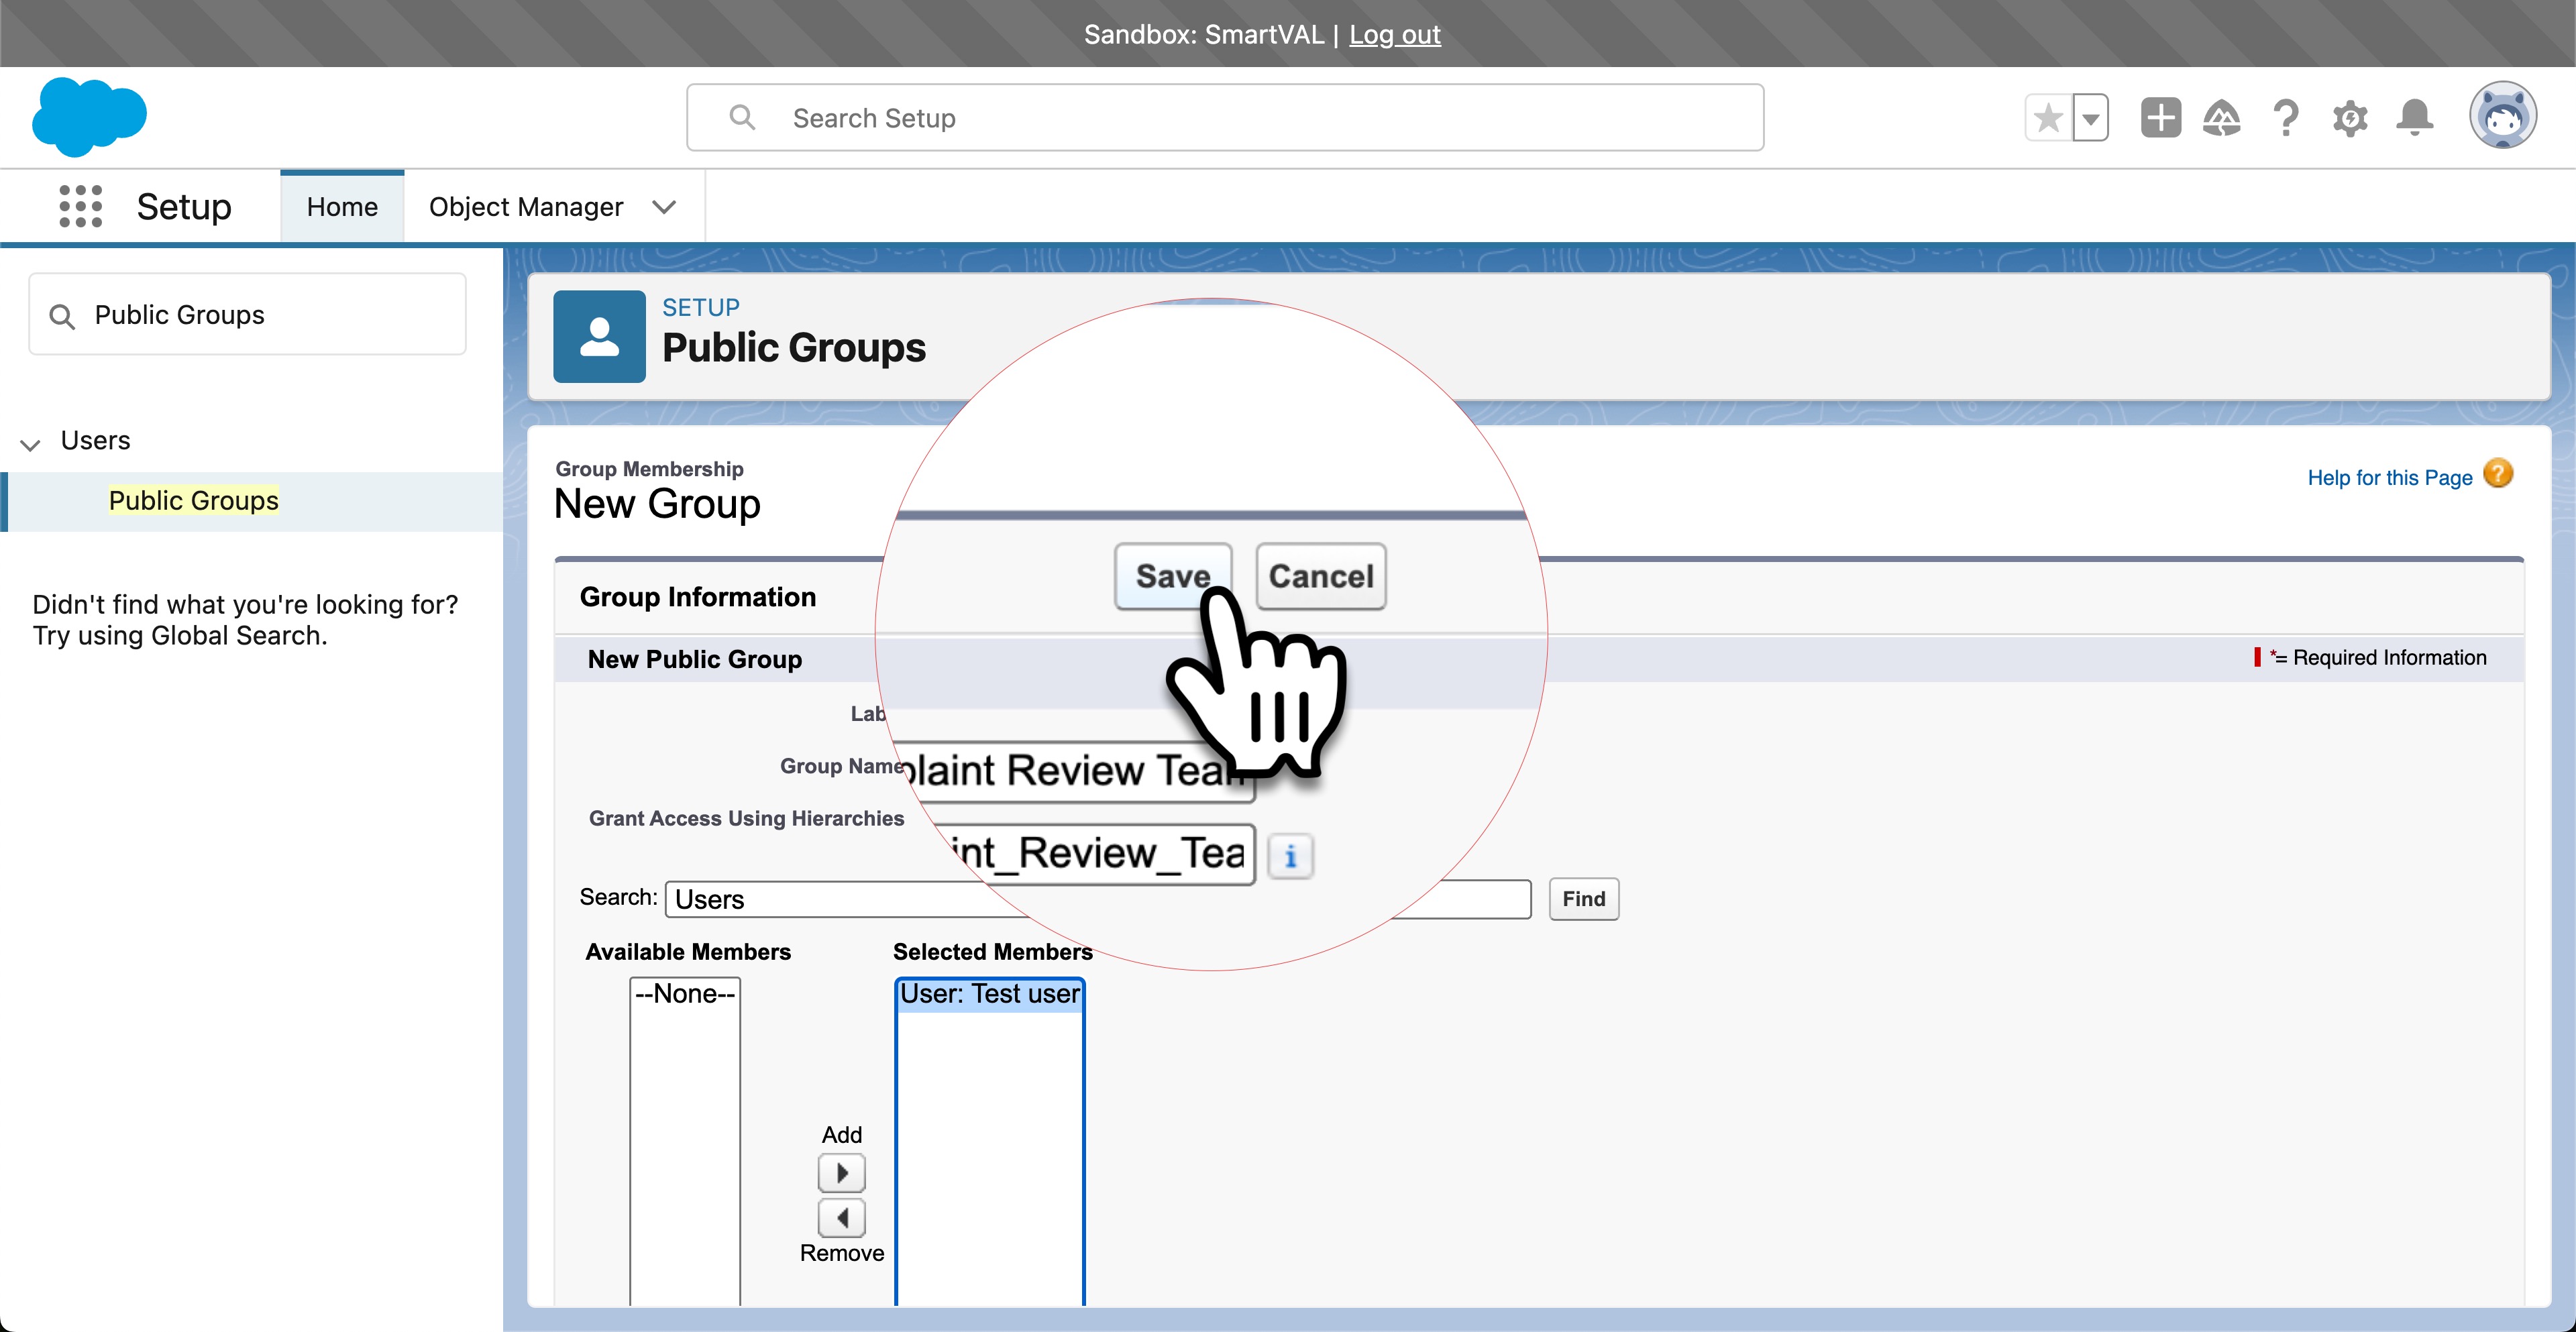 Sandbox: SmartVAL | Log out
Search Setup
Setup
Home
Object Manager
Public Groups
Users
Public Groups
Didn't find what you're looking for?
Try using Global Search.
SETUP
Public Groups
Group Membership
New Group
Help for this Page
Save
Cancel
Group Information
New Public Group
*= Required Information
Lab
Group Name
plaint Review Team
Grant Access Using Hierarchies
int_Review_Tea
Search:
Users
Find
Available Members
Selected Members
--None--
User: Test user
Add
Remove